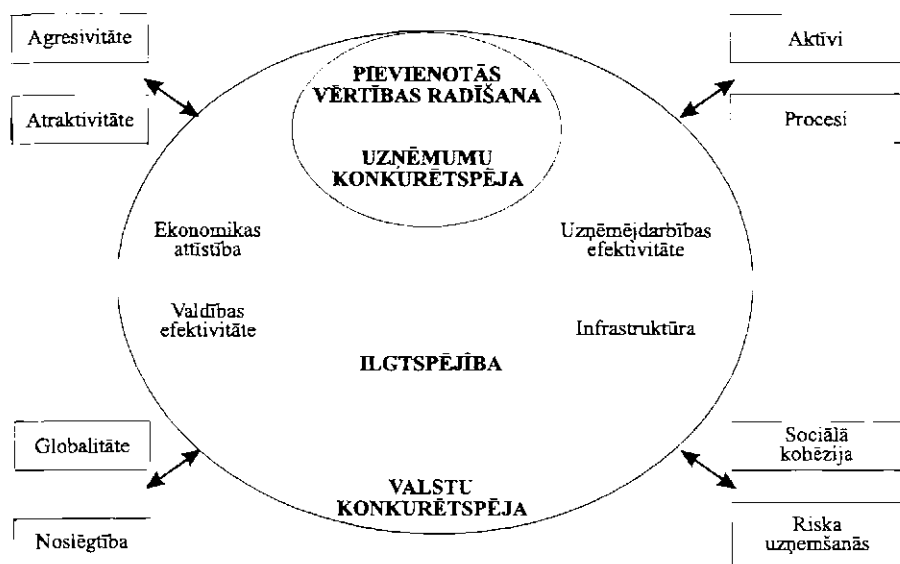 Agresivitāte
Atraktivitāte
Aktīvi
Procesi
PIEVIENOTĀS
VĒRTĪBAS RADĪŠANA
UZŅĒMUMU
KONKURĒTSPĒJA
Ekonomikas
attīstība
Uzņēmējdarbības
efektivitāte
Valdības
efektivitāte
Infrastruktūra
ILGTSPĒJĪBA
Globalitāte
Noslēgtība
VALSTU
KONKURĒTSPĒJA
Sociālā
kohēzija
Riska
uzņemšanās